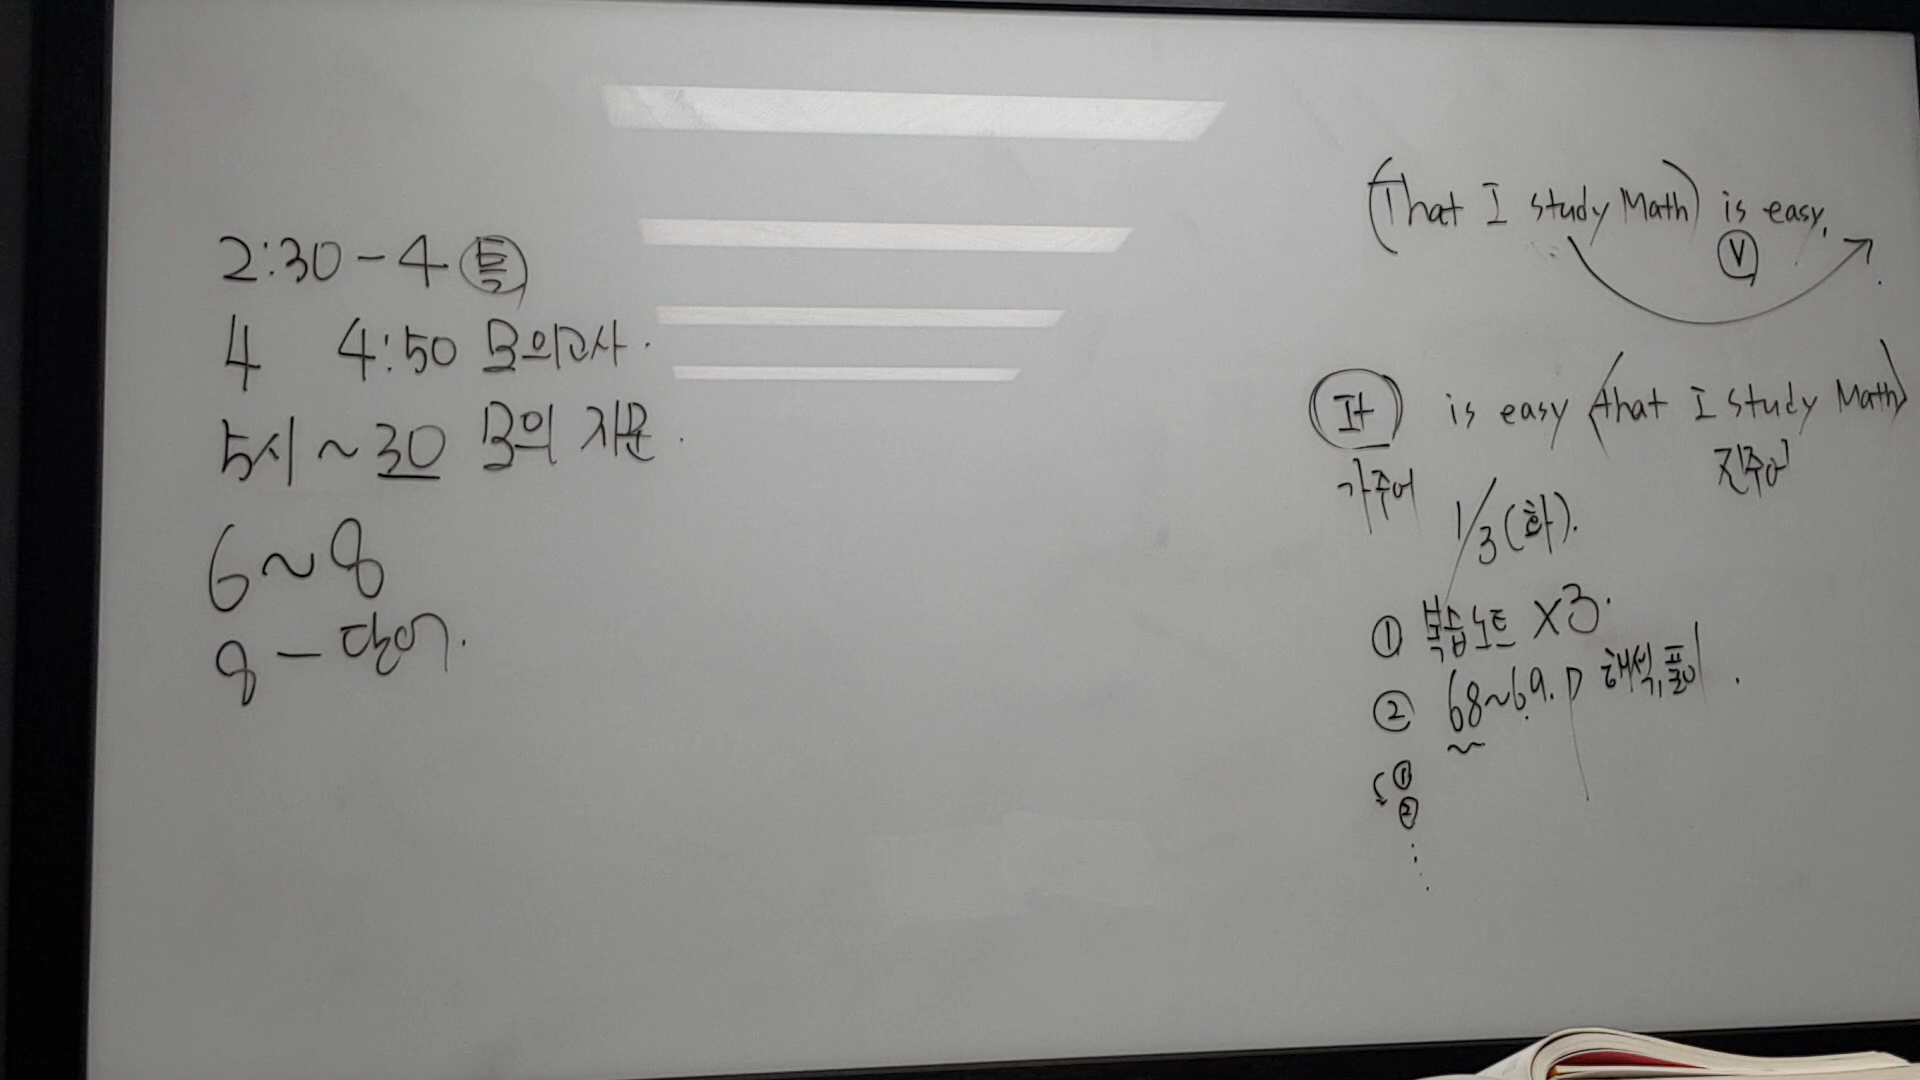 2:30-4 특
4 4:50 모의고사.
5시~30 모의 지문.
6~8
8-단어.
(That I study Math) is easy.
V
It is easy (that I study Math)
가주어 진주어
1/3(화).
① 복습노트 X3.
② 68~69.p 해석,풀이.
①
②